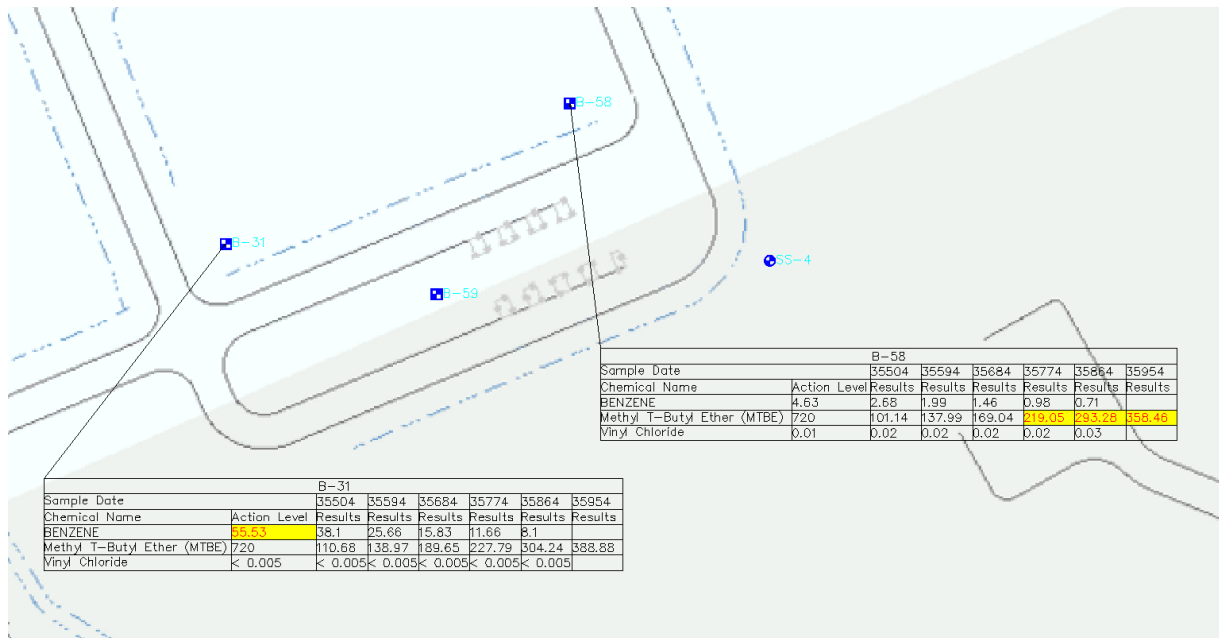 B-58
B-31
SS-4
B-59
B-58
Sample Date 35504 35594 35684 35774 35864 35954
Chemical Name Action Level Results Results Results Results Results Results
BENZENE 4.63 2.68 1.99 1.46 0.98 0.71
Methyl T-Butyl Ether (MTBE) 720 101.14 137.99 169.04 219.05 293.28 358.46
Vinyl Chloride 0.01 0.02 0.02 0.02 0.02 0.03
B-31
Sample Date 35504 35594 35684 35774 35864 35954
Chemical Name Action Level Results Results Results Results Results Results
BENZENE 55.53 38.1 25.66 15.83 11.66 8.1
Methyl T-Butyl Ether (MTBE) 720 110.68 138.97 189.65 227.79 304.24 388.88
Vinyl Chloride < 0.005 < 0.005 < 0.005 < 0.005 < 0.005 < 0.005